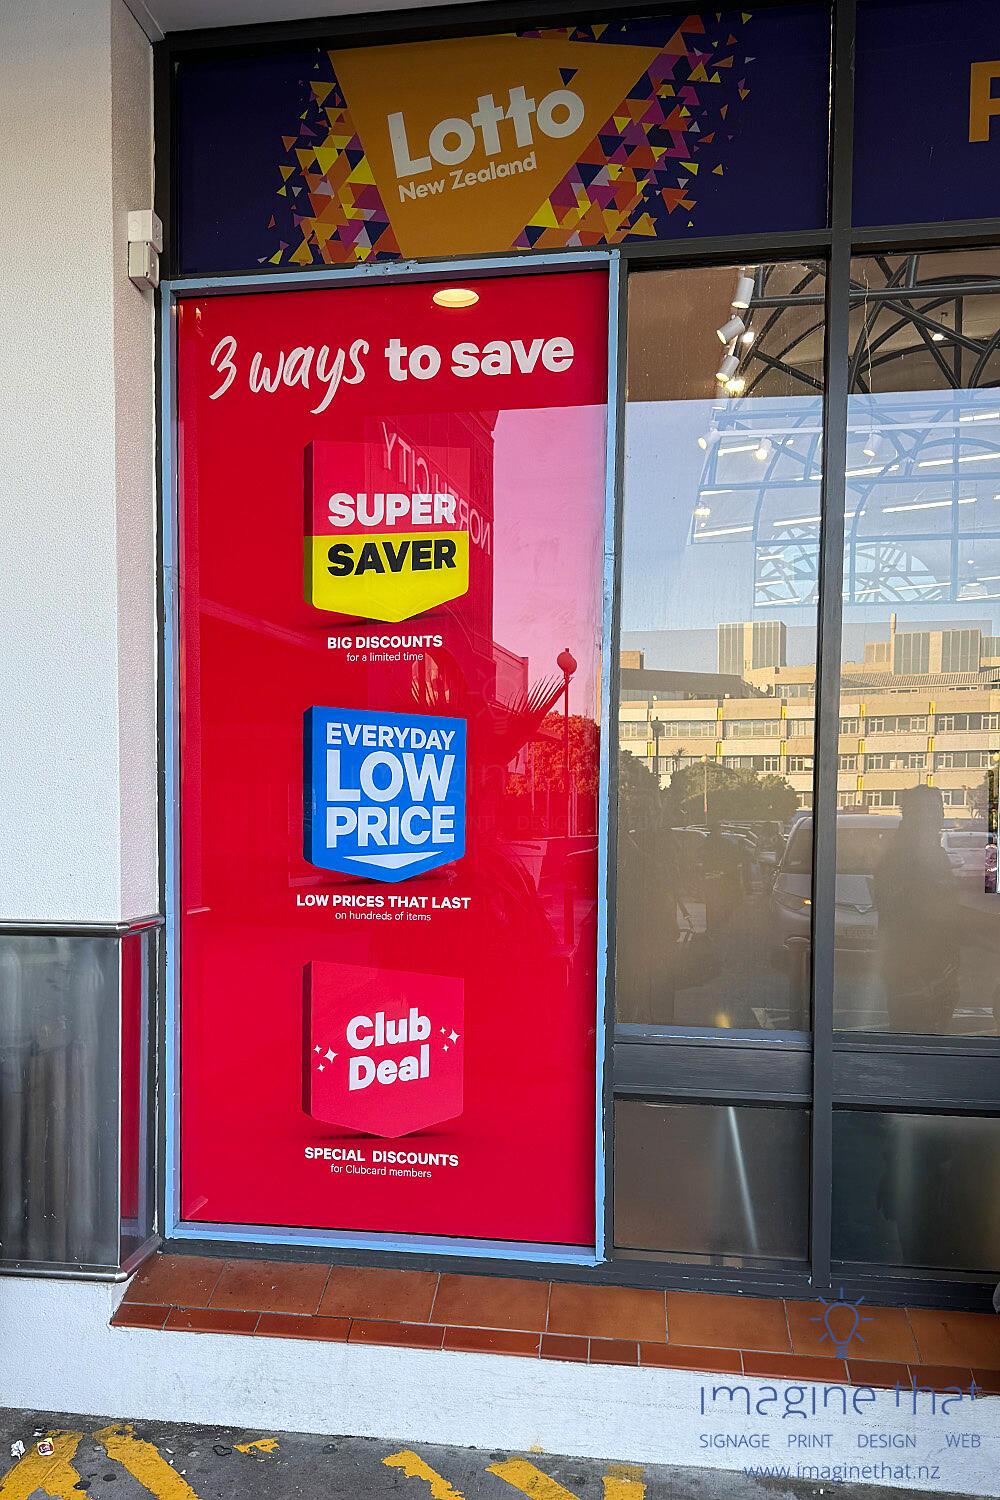 Lotto
New Zealand
3 ways to save
NORTH CITY
SUPER
SAVER
BIG DISCOUNTS
for a limited time
EVERYDAY
LOW
PRICE
LOW PRICES THAT LAST
on hundreds of items
Club
Deal
SPECIAL DISCOUNTS
for Clubcard members
imagine that
SIGNAGE PRINT DESIGN WEB
www.imaginethat.nz